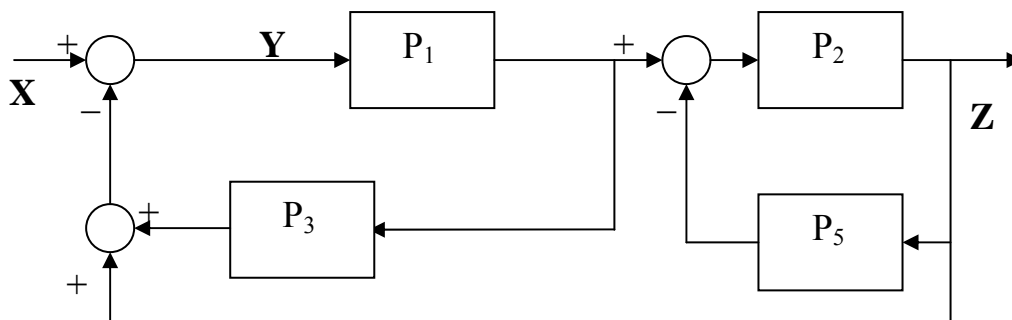 + Y P₁ + P₂
X − − Z
+ P₃ P₅
+